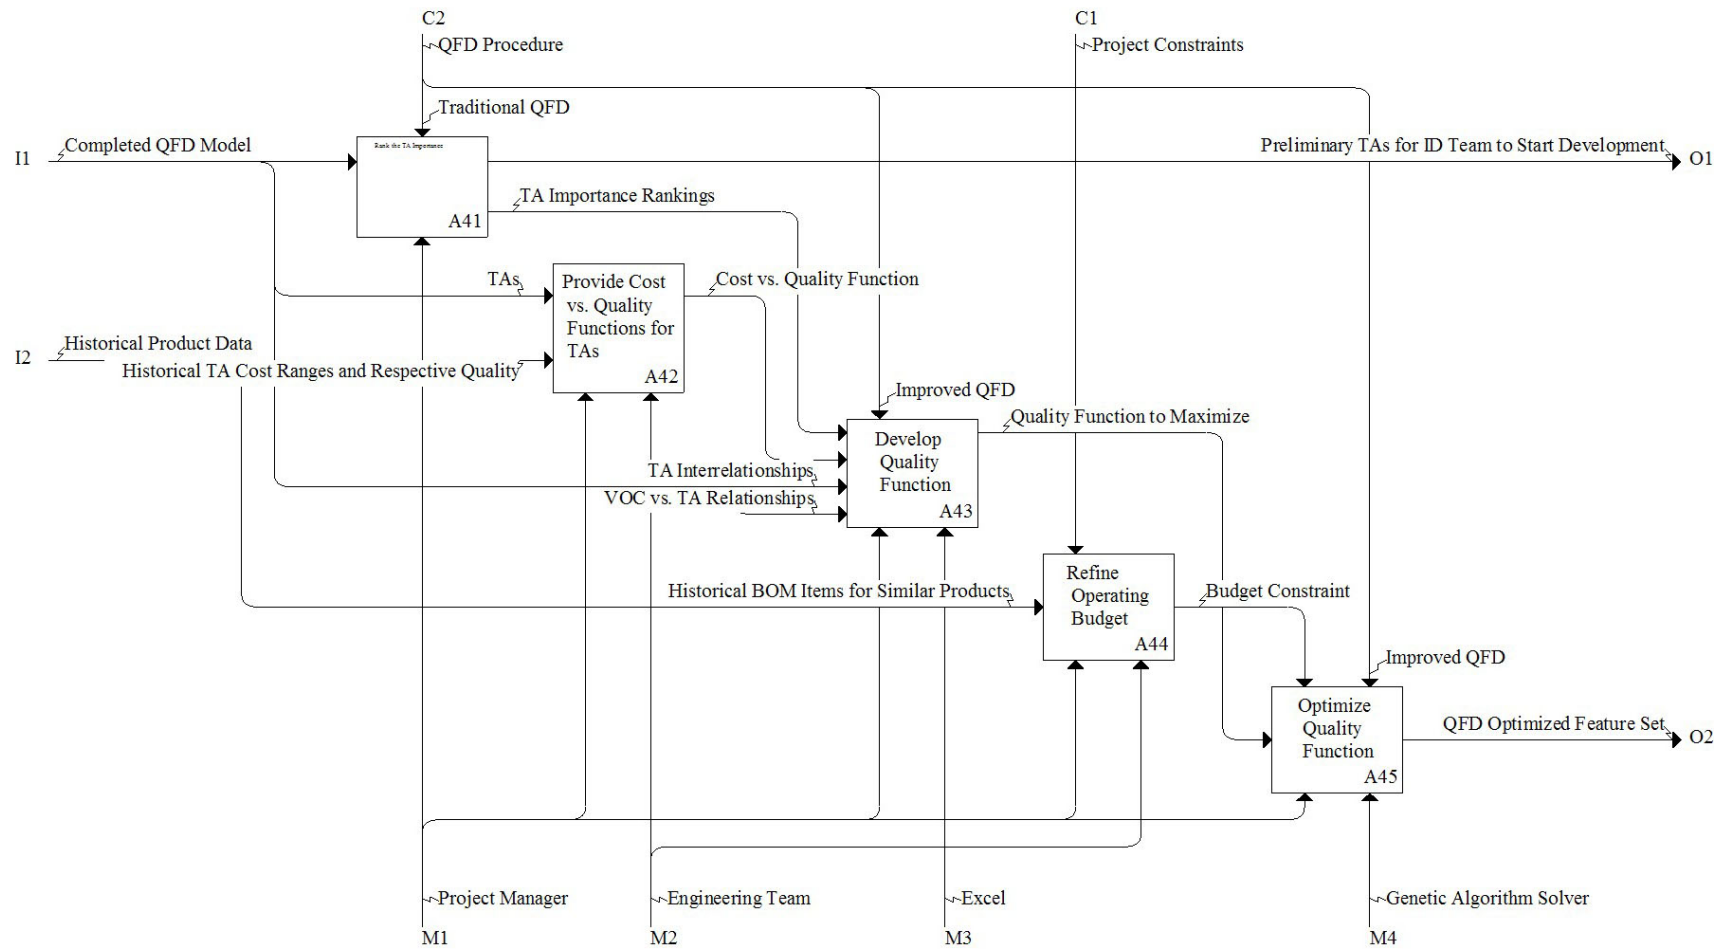 C2
C1
QFD Procedure
Project Constraints
Traditional QFD
Completed QFD Model
Rank the TA Importance
Preliminary TAs for ID Team to Start Development
I1
O1
TA Importance Rankings
A41
TAs
Provide Cost
vs. Quality
Functions for
TAs
Cost vs. Quality Function
Historical Product Data
I2
Historical TA Cost Ranges and Respective Quality
A42
Improved QFD
Quality Function to Maximize
Develop
Quality
Function
TA Interrelationships
VOC vs. TA Relationships
A43
Refine
Operating
Budget
Historical BOM Items for Similar Products
Budget Constraint
A44
Improved QFD
Optimize
Quality
Function
QFD Optimized Feature Set
O2
A45
Project Manager
Engineering Team
Excel
Genetic Algorithm Solver
M1
M2
M3
M4